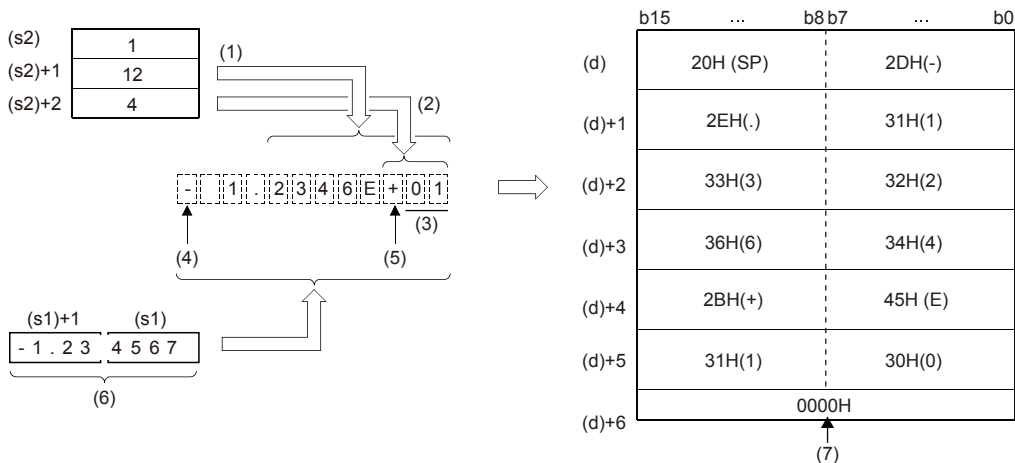 (s2) 1
(s2)+1 12
(s2)+2 4
(1)
(2)
- 1 . 2 3 4 6 E + 0 1
(3)
(4)
(5)
(s1)+1 (s1)
- 1 . 2 3 4 5 6 7
(6)
b15 ... b8 b7 ... b0
(d) 20H (SP) 2DH(-)
(d)+1 2EH(.) 31H(1)
(d)+2 33H(3) 32H(2)
(d)+3 36H(6) 34H(4)
(d)+4 2BH(+) 45H (E)
(d)+5 31H(1) 30H(0)
(d)+6 0000H
(7)